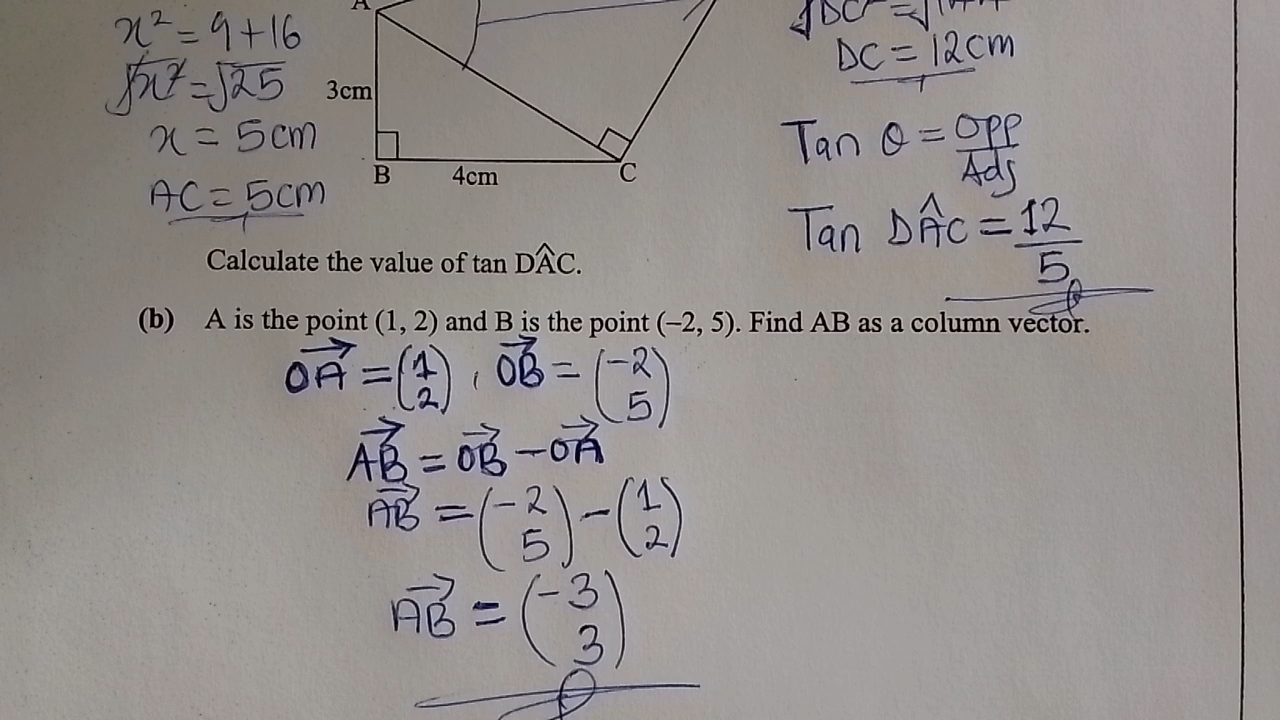 x² = 9 + 16
√x² = √25
x = 5cm
AC = 5cm
A
3cm
B
4cm
C
DC = 12cm
Tan θ = Opp/Adj
Tan DÂC = 12/5
Calculate the value of tan DÂC.
(b) A is the point (1, 2) and B is the point (−2, 5). Find AB as a column vector.
OA→ = (1 2), OB→ = (−2 5)
AB→ = OB→ − OA→
AB→ = (−2 5) − (1 2)
AB→ = (−3 3)